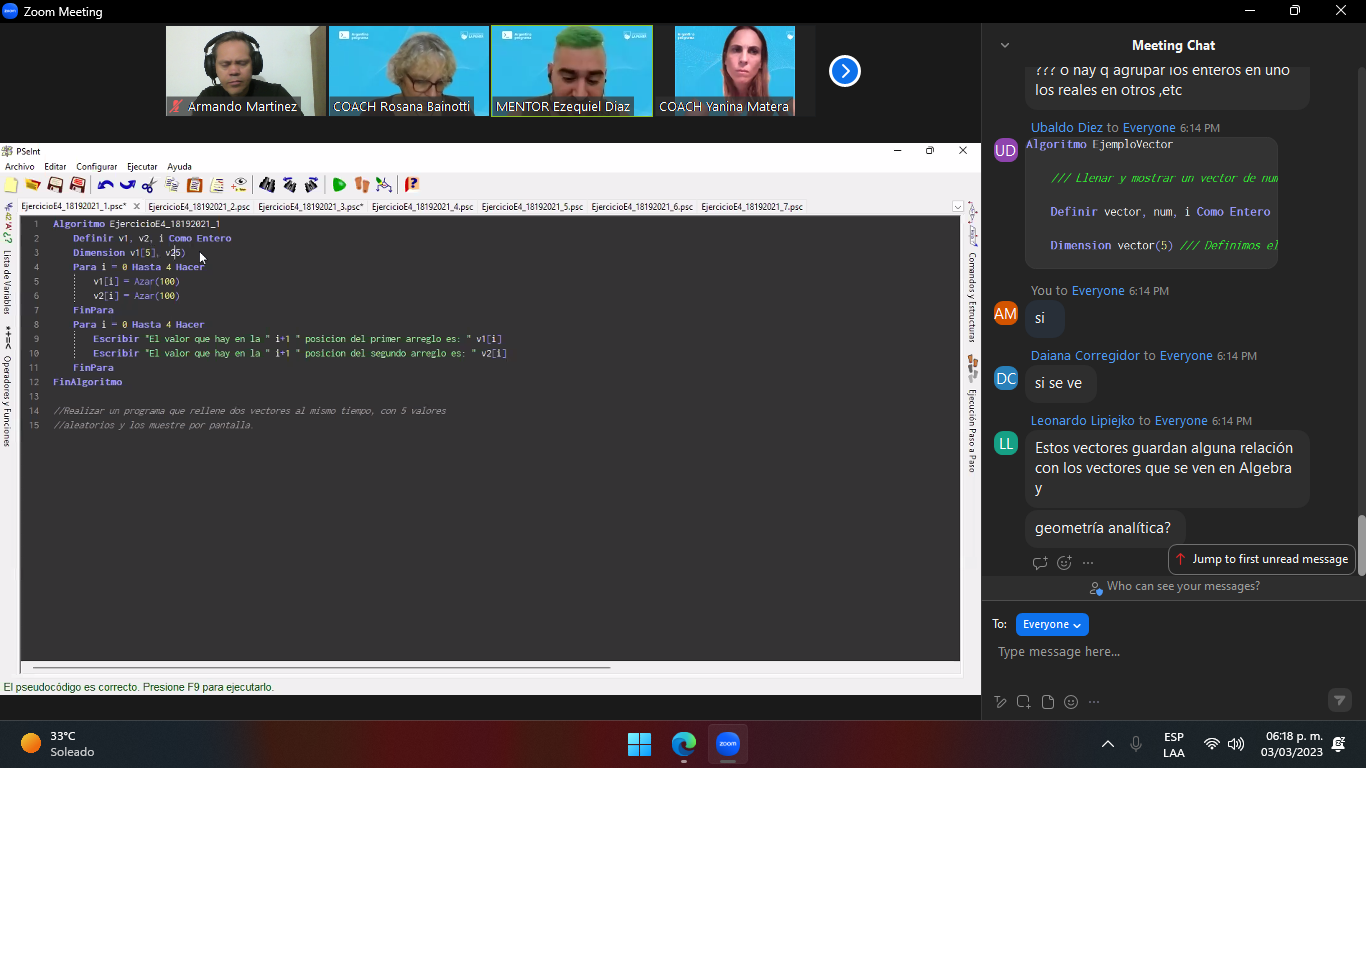 Zoom Meeting
Armando Martinez
COACH Rosana Bainotti
MENTOR Ezequiel Diaz
COACH Yanina Matera
PSeInt
Archivo Editar Configurar Ejecutar Ayuda
EjercicioE4_18192021_1.psc* EjercicioE4_18192021_2.psc EjercicioE4_18192021_3.psc* EjercicioE4_18192021_4.psc EjercicioE4_18192021_5.psc EjercicioE4_18192021_6.psc EjercicioE4_18192021_7.psc
Lista de Variables
Operadores y Funciones
1 Algoritmo EjercicioE4_18192021_1
2 Definir v1, v2, i Como Entero
3 Dimension v1[5], v25)
4 Para i = 0 Hasta 4 Hacer
5 v1[i] = Azar(100)
6 v2[i] = Azar(100)
7 FinPara
8 Para i = 0 Hasta 4 Hacer
9 Escribir "El valor que hay en la " i+1 " posicion del primer arreglo es: " v1[i]
10 Escribir "El valor que hay en la " i+1 " posicion del segundo arreglo es: " v2[i]
11 FinPara
12 FinAlgoritmo
13
14 //Realizar un programa que rellene dos vectores al mismo tiempo, con 5 valores
15 //aleatorios y los muestre por pantalla.
Comandos y Estructuras
Ejecución Paso a Paso
El pseudocódigo es correcto. Presione F9 para ejecutarlo.
Meeting Chat
??? o hay q agrupar los enteros en uno
los reales en otros ,etc
Ubaldo Diez to Everyone 6:14 PM
UD
Algoritmo EjemploVector
/// Llenar y mostrar un vector de num
Definir vector, num, i Como Entero
Dimension vector(5) /// Definimos el
You to Everyone 6:14 PM
AM
si
Daiana Corregidor to Everyone 6:14 PM
DC
si se ve
Leonardo Lipiejko to Everyone 6:14 PM
LL
Estos vectores guardan alguna relación
con los vectores que se ven en Algebra
y
geometría analítica?
Jump to first unread message
Who can see your messages?
To: Everyone
Type message here...
33°C
Soleado
zoom
ESP
LAA
06:18 p. m.
03/03/2023